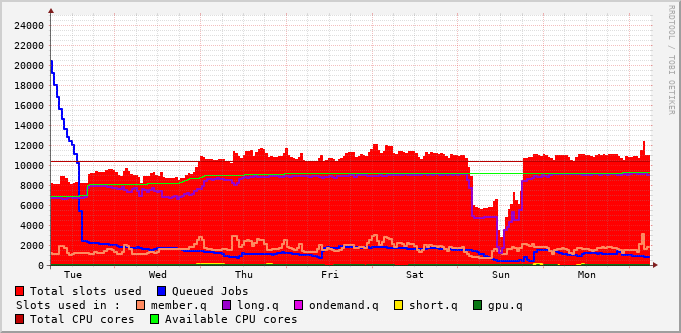 RRDTOOL / TOBI OETIKER
24000
22000
20000
18000
16000
14000
12000
10000
8000
6000
4000
2000
0
Tue Wed Thu Fri Sat Sun Mon
Total slots used Queued Jobs
Slots used in : member.q long.q ondemand.q short.q gpu.q
Total CPU cores Available CPU cores